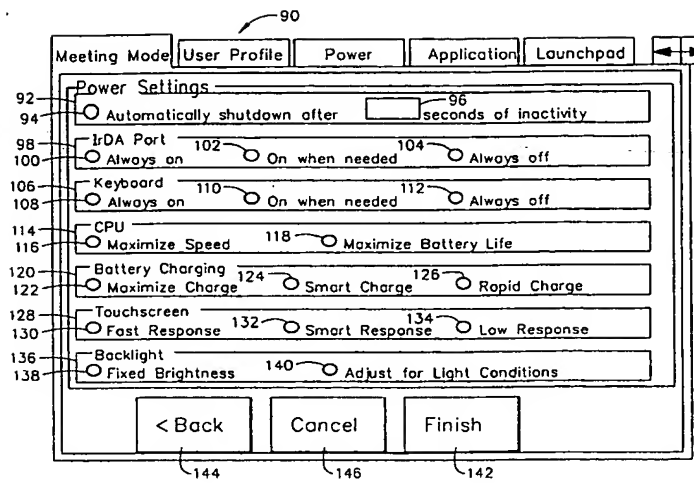 90
Meeting Mode User Profile Power Application Launchpad
Power Settings
92
94 Automatically shutdown after 96 seconds of inactivity
98 IrDA Port
100 Always on 102 On when needed 104 Always off
106 Keyboard
108 Always on 110 On when needed 112 Always off
114 CPU
116 Maximize Speed 118 Maximize Battery Life
120 Battery Charging
122 Maximize Charge 124 Smart Charge 126 Rapid Charge
128 Touchscreen
130 Fast Response 132 Smart Response 134 Low Response
136 Backlight
138 Fixed Brightness 140 Adjust for Light Conditions
< Back Cancel Finish
144 146 142